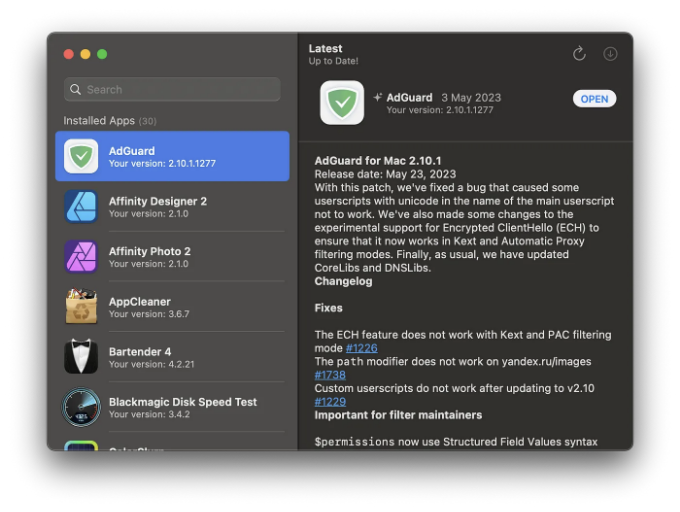 Search
Installed Apps (30)
AdGuard
Your version: 2.10.1.1277
Affinity Designer 2
Your version: 2.1.0
Affinity Photo 2
Your version: 2.1.0
AppCleaner
Your version: 3.6.7
Bartender 4
Your version: 4.2.21
Blackmagic Disk Speed Test
Your version: 3.4.2
Latest
Up to Date!
AdGuard 3 May 2023
Your version: 2.10.1.1277
OPEN
AdGuard for Mac 2.10.1
Release date: May 23, 2023
With this patch, we've fixed a bug that caused some
userscripts with unicode in the name of the main userscript
not to work. We've also made some changes to the
experimental support for Encrypted ClientHello (ECH) to
ensure that it now works in Kext and Automatic Proxy
filtering modes. Finally, as usual, we have updated
CoreLibs and DNSLibs.
Changelog
Fixes
The ECH feature does not work with Kext and PAC filtering
mode #1226
The path modifier does not work on yandex.ru/images
#1738
Custom userscripts do not work after updating to v2.10
#1229
Important for filter maintainers
$permissions now use Structured Field Values syntax